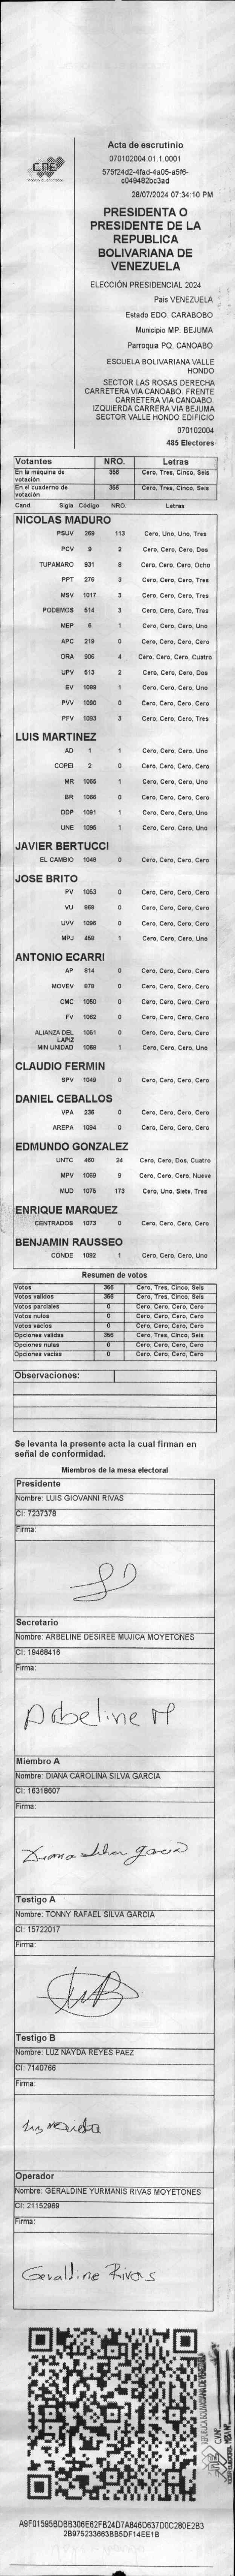 CNE
Acta de escrutinio
070102004 01.1.0001
575f24d2-4fad-4a05-a5f6-
c049482bc3ad
28/07/2024 07:34:10 PM
PRESIDENTA O
PRESIDENTE DE LA
REPUBLICA
BOLIVARIANA DE
VENEZUELA
ELECCIÓN PRESIDENCIAL 2024
País VENEZUELA
Estado EDO. CARABOBO
Municipio MP. BEJUMA
Parroquia PQ. CANOABO
ESCUELA BOLIVARIANA VALLE
HONDO
SECTOR LAS ROSAS DERECHA
CARRETERA VIA CANOABO. FRENTE
CARRETERA VIA CANOABO.
IZQUIERDA CARRERA VIA BEJUMA
SECTOR VALLE HONDO EDIFICIO
070102004
485 Electores
Votantes NRO. Letras
En la máquina de votación 356 Cero, Tres, Cinco, Seis
En el cuaderno de votación 356 Cero, Tres, Cinco, Seis
Cand. Sigla Código NRO. Letras
NICOLAS MADURO
PSUV 269 113 Cero, Uno, Uno, Tres
PCV 9 2 Cero, Cero, Cero, Dos
TUPAMARO 931 8 Cero, Cero, Cero, Ocho
PPT 276 3 Cero, Cero, Cero, Tres
MSV 1017 3 Cero, Cero, Cero, Tres
PODEMOS 514 3 Cero, Cero, Cero, Tres
MEP 6 1 Cero, Cero, Cero, Uno
APC 219 0 Cero, Cero, Cero, Cero
ORA 906 4 Cero, Cero, Cero, Cuatro
UPV 513 2 Cero, Cero, Cero, Dos
EV 1089 1 Cero, Cero, Cero, Uno
PVV 1090 0 Cero, Cero, Cero, Cero
PFV 1093 3 Cero, Cero, Cero, Tres
LUIS MARTINEZ
AD 1 1 Cero, Cero, Cero, Uno
COPEI 2 0 Cero, Cero, Cero, Cero
MR 1065 1 Cero, Cero, Cero, Uno
BR 1066 0 Cero, Cero, Cero, Cero
DDP 1091 1 Cero, Cero, Cero, Uno
UNE 1095 1 Cero, Cero, Cero, Uno
JAVIER BERTUCCI
EL CAMBIO 1048 0 Cero, Cero, Cero, Cero
JOSE BRITO
PV 1053 0 Cero, Cero, Cero, Cero
VU 969 0 Cero, Cero, Cero, Cero
UVV 1096 0 Cero, Cero, Cero, Cero
MPJ 459 1 Cero, Cero, Cero, Uno
ANTONIO ECARRI
AP 814 0 Cero, Cero, Cero, Cero
MOVEV 878 0 Cero, Cero, Cero, Cero
CMC 1050 0 Cero, Cero, Cero, Cero
FV 1062 0 Cero, Cero, Cero, Cero
ALIANZA DEL LAPIZ 1051 0 Cero, Cero, Cero, Cero
MIN UNIDAD 1069 1 Cero, Cero, Cero, Uno
CLAUDIO FERMIN
SPV 1049 0 Cero, Cero, Cero, Cero
DANIEL CEBALLOS
VPA 236 0 Cero, Cero, Cero, Cero
AREPA 1094 0 Cero, Cero, Cero, Cero
EDMUNDO GONZALEZ
UNTC 460 24 Cero, Cero, Dos, Cuatro
MPV 1069 9 Cero, Cero, Cero, Nueve
MUD 1075 173 Cero, Uno, Siete, Tres
ENRIQUE MARQUEZ
CENTRADOS 1073 0 Cero, Cero, Cero, Cero
BENJAMIN RAUSSEO
CONDE 1092 1 Cero, Cero, Cero, Uno
Resumen de votos
Votos 356 Cero, Tres, Cinco, Seis
Votos validos 356 Cero, Tres, Cinco, Seis
Votos parciales 0 Cero, Cero, Cero, Cero
Votos nulos 0 Cero, Cero, Cero, Cero
Votos vacios 0 Cero, Cero, Cero, Cero
Opciones validas 356 Cero, Tres, Cinco, Seis
Opciones nulas 0 Cero, Cero, Cero, Cero
Opciones vacias 0 Cero, Cero, Cero, Cero
Observaciones:
Se levanta la presente acta la cual firman en
señal de conformidad.
Miembros de la mesa electoral
Presidente
Nombre: LUIS GIOVANNI RIVAS
CI: 7237378
Firma:
Secretario
Nombre: ARBELINE DESIREE MUJICA MOYETONES
CI: 19468416
Firma:
Arbeline M
Miembro A
Nombre: DIANA CAROLINA SILVA GARCIA
CI: 16318607
Firma:
Diana Silva Garcia
Testigo A
Nombre: TONNY RAFAEL SILVA GARCIA
CI: 15722017
Firma:
Testigo B
Nombre: LUZ NAYDA REYES PAEZ
CI: 7140766
Firma:
Operador
Nombre: GERALDINE YURMANIS RIVAS MOYETONES
CI: 21152969
Firma:
Geraldine Rivas
REPÚBLICA BOLIVARIANA DE VENEZUELA
CNE
A9F01595BDBB306E62FB24D7A846D637D0C280E2B3
2B975233663BB5DF14EE1B